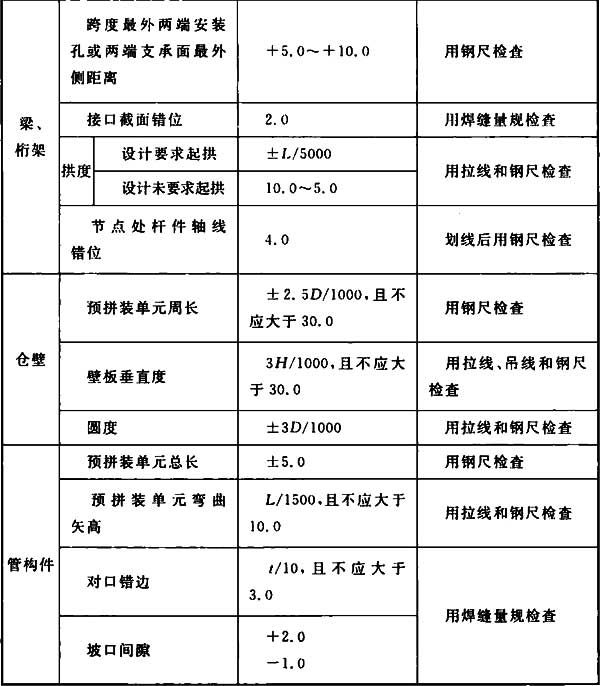 跨度最外两端安装
孔或两端支承面最外
侧距离
+5.0～+10.0
用钢尺检查
梁、
桁架
接口截面错位
2.0
用焊缝量规检查
拱度
设计要求起拱
±L/5000
用拉线和钢尺检查
设计未要求起拱
10.0～5.0
节点处杆件轴线
错位
4.0
划线后用钢尺检查
仓壁
预拼装单元周长
±2.5D/1000,且不
应大于30.0
用钢尺检查
壁板垂直度
3H/1000,且不应大
于30.0
用拉线、吊线和钢尺
检查
圆度
±3D/1000
用拉线和钢尺检查
管构件
预拼装单元总长
±5.0
用钢尺检查
预拼装单元弯曲
矢高
L/1500,且不应大于
10.0
用拉线和钢尺检查
对口错边
t/10,且不应大于
3.0
用焊缝量规检查
坡口间隙
+2.0
-1.0